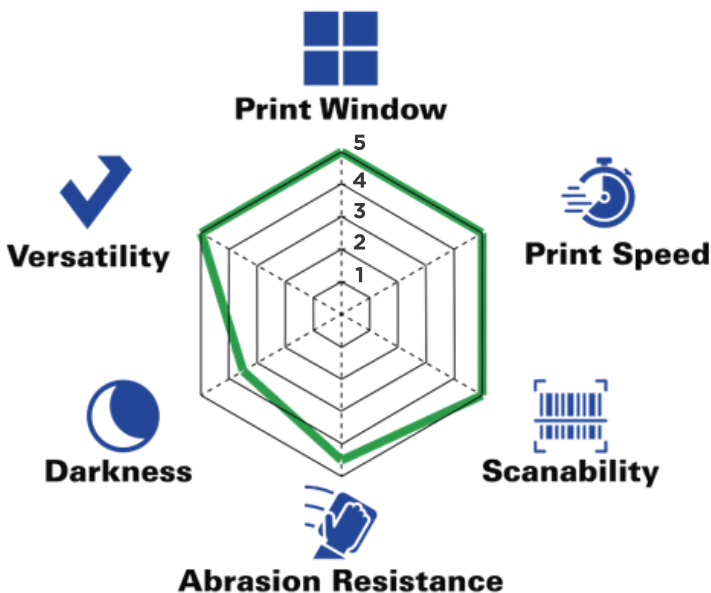 Print Window
5
4
3
2
1
Versatility
Print Speed
Darkness
Scanability
Abrasion Resistance